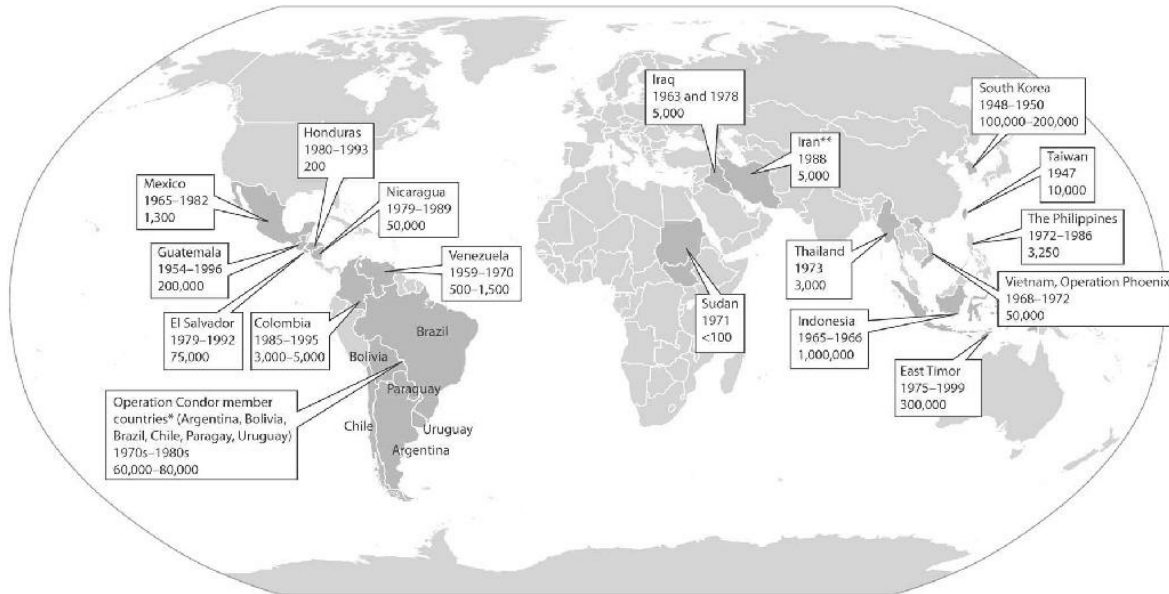 Iraq
1963 and 1978
5,000
South Korea
1948–1950
100,000–200,000
Honduras
1980–1993
200
Iran**
1988
5,000
Taiwan
1947
10,000
Mexico
1965–1982
1,300
Nicaragua
1979–1989
50,000
The Philippines
1972–1986
3,250
Guatemala
1954–1996
200,000
Venezuela
1959–1970
500–1,500
Thailand
1973
3,000
Vietnam, Operation Phoenix
1968–1972
50,000
Sudan
1971
<100
El Salvador
1979–1992
75,000
Colombia
1985–1995
3,000–5,000
Brazil
Indonesia
1965–1966
1,000,000
Bolivia
East Timor
1975–1999
300,000
Paraguay
Operation Condor member
countries* (Argentina, Bolivia,
Brazil, Chile, Paragay, Uruguay)
1970s–1980s
60,000–80,000
Chile
Uruguay
Argentina